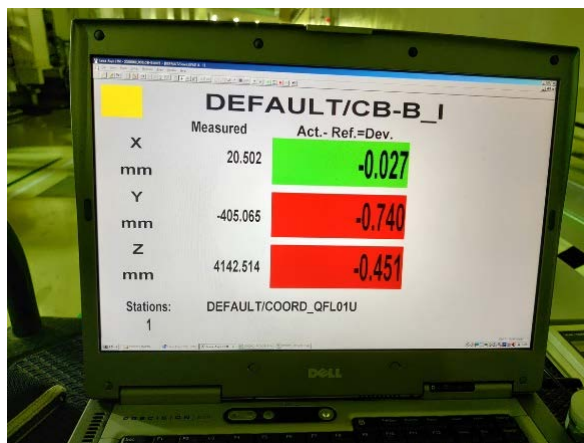 DEFAULT/CB-B_I
Measured Act.- Ref.=Dev.
X
mm 20.502 -0.027
Y
mm -405.065 -0.740
Z
mm 4142.514 -0.451
Stations: DEFAULT/COORD_QFL01U
1
DELL
PRECISION